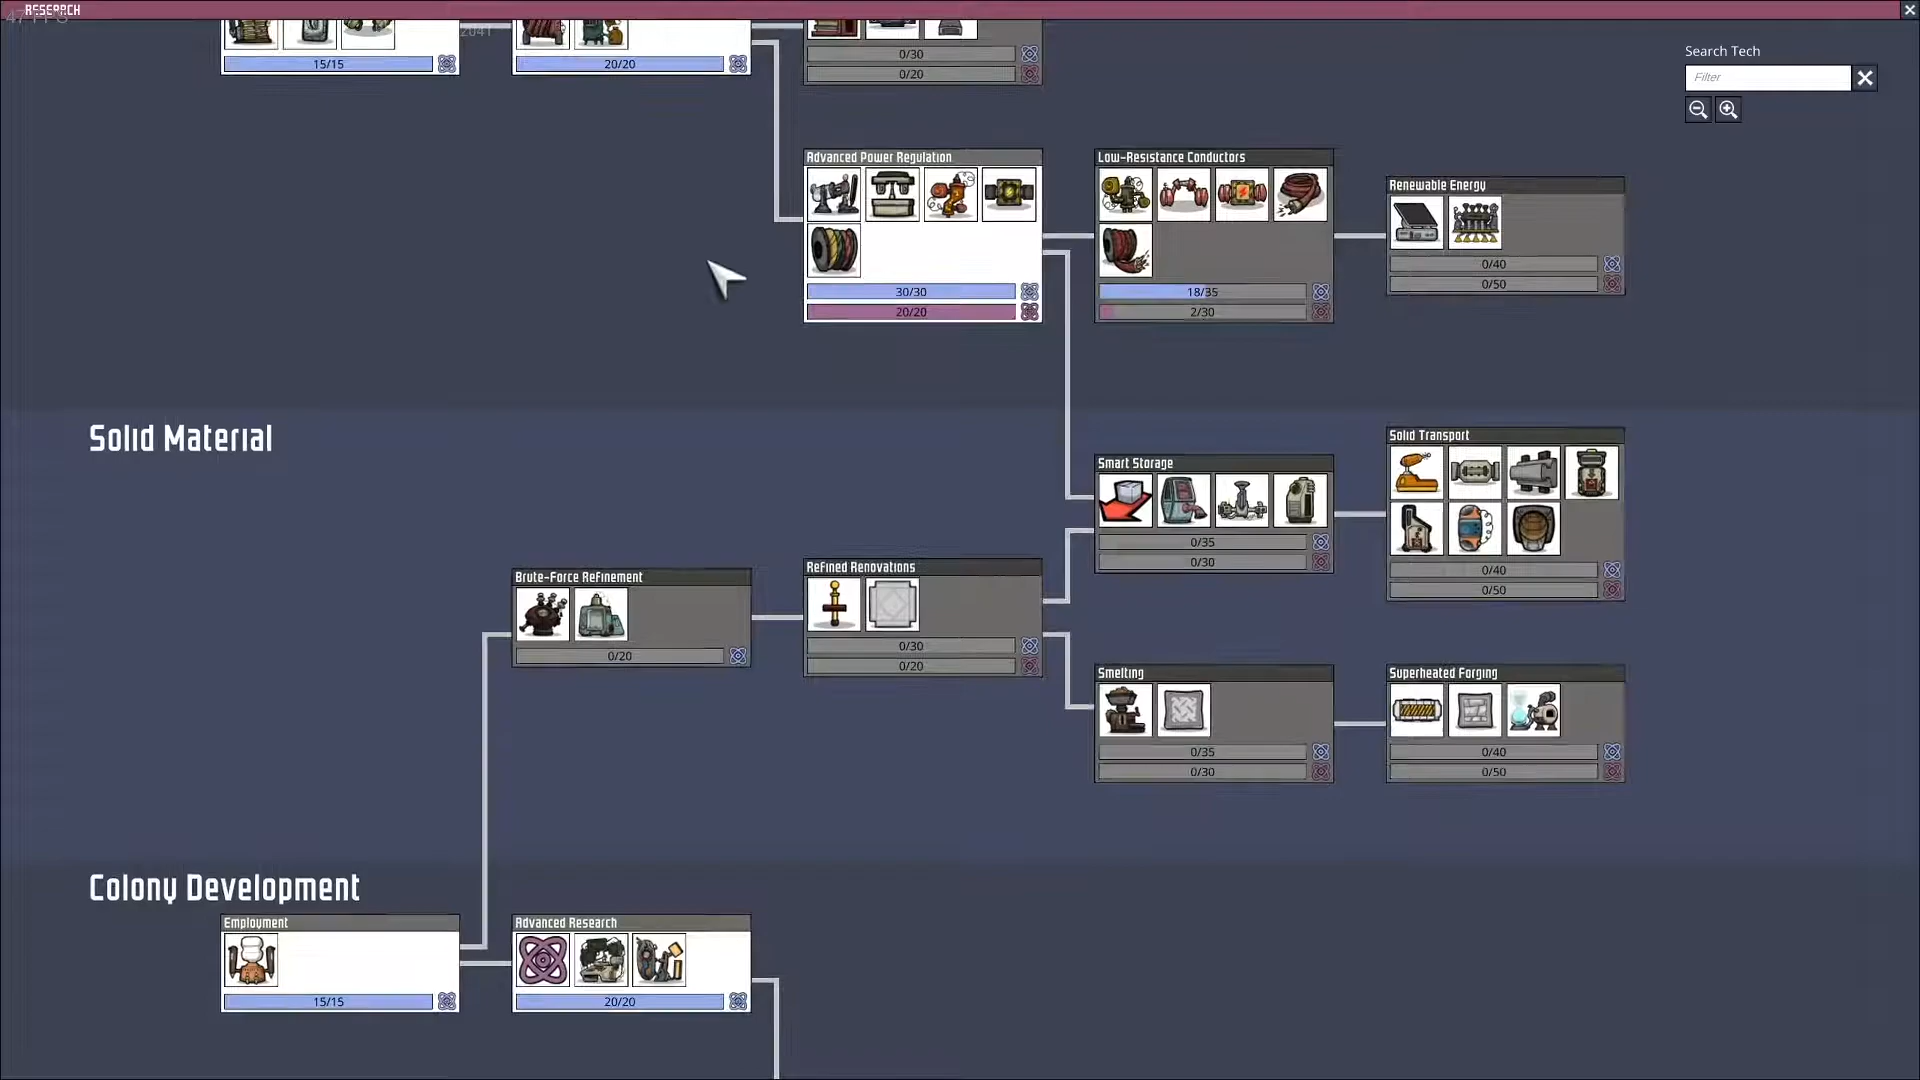 RESEARCH
47 FPS
2041
Search Tech
Filter
15/15
20/20
0/30
0/20
Advanced Power Regulation
30/30
20/20
Low-Resistance Conductors
18/35
2/30
Renewable Energy
0/40
0/50
Solid Material
Smart Storage
0/35
0/30
Solid Transport
0/40
0/50
Brute-Force Refinement
0/20
Refined Renovations
0/30
0/20
Smelting
0/35
0/30
Superheated Forging
0/40
0/50
Colony Development
Employment
15/15
Advanced Research
20/20